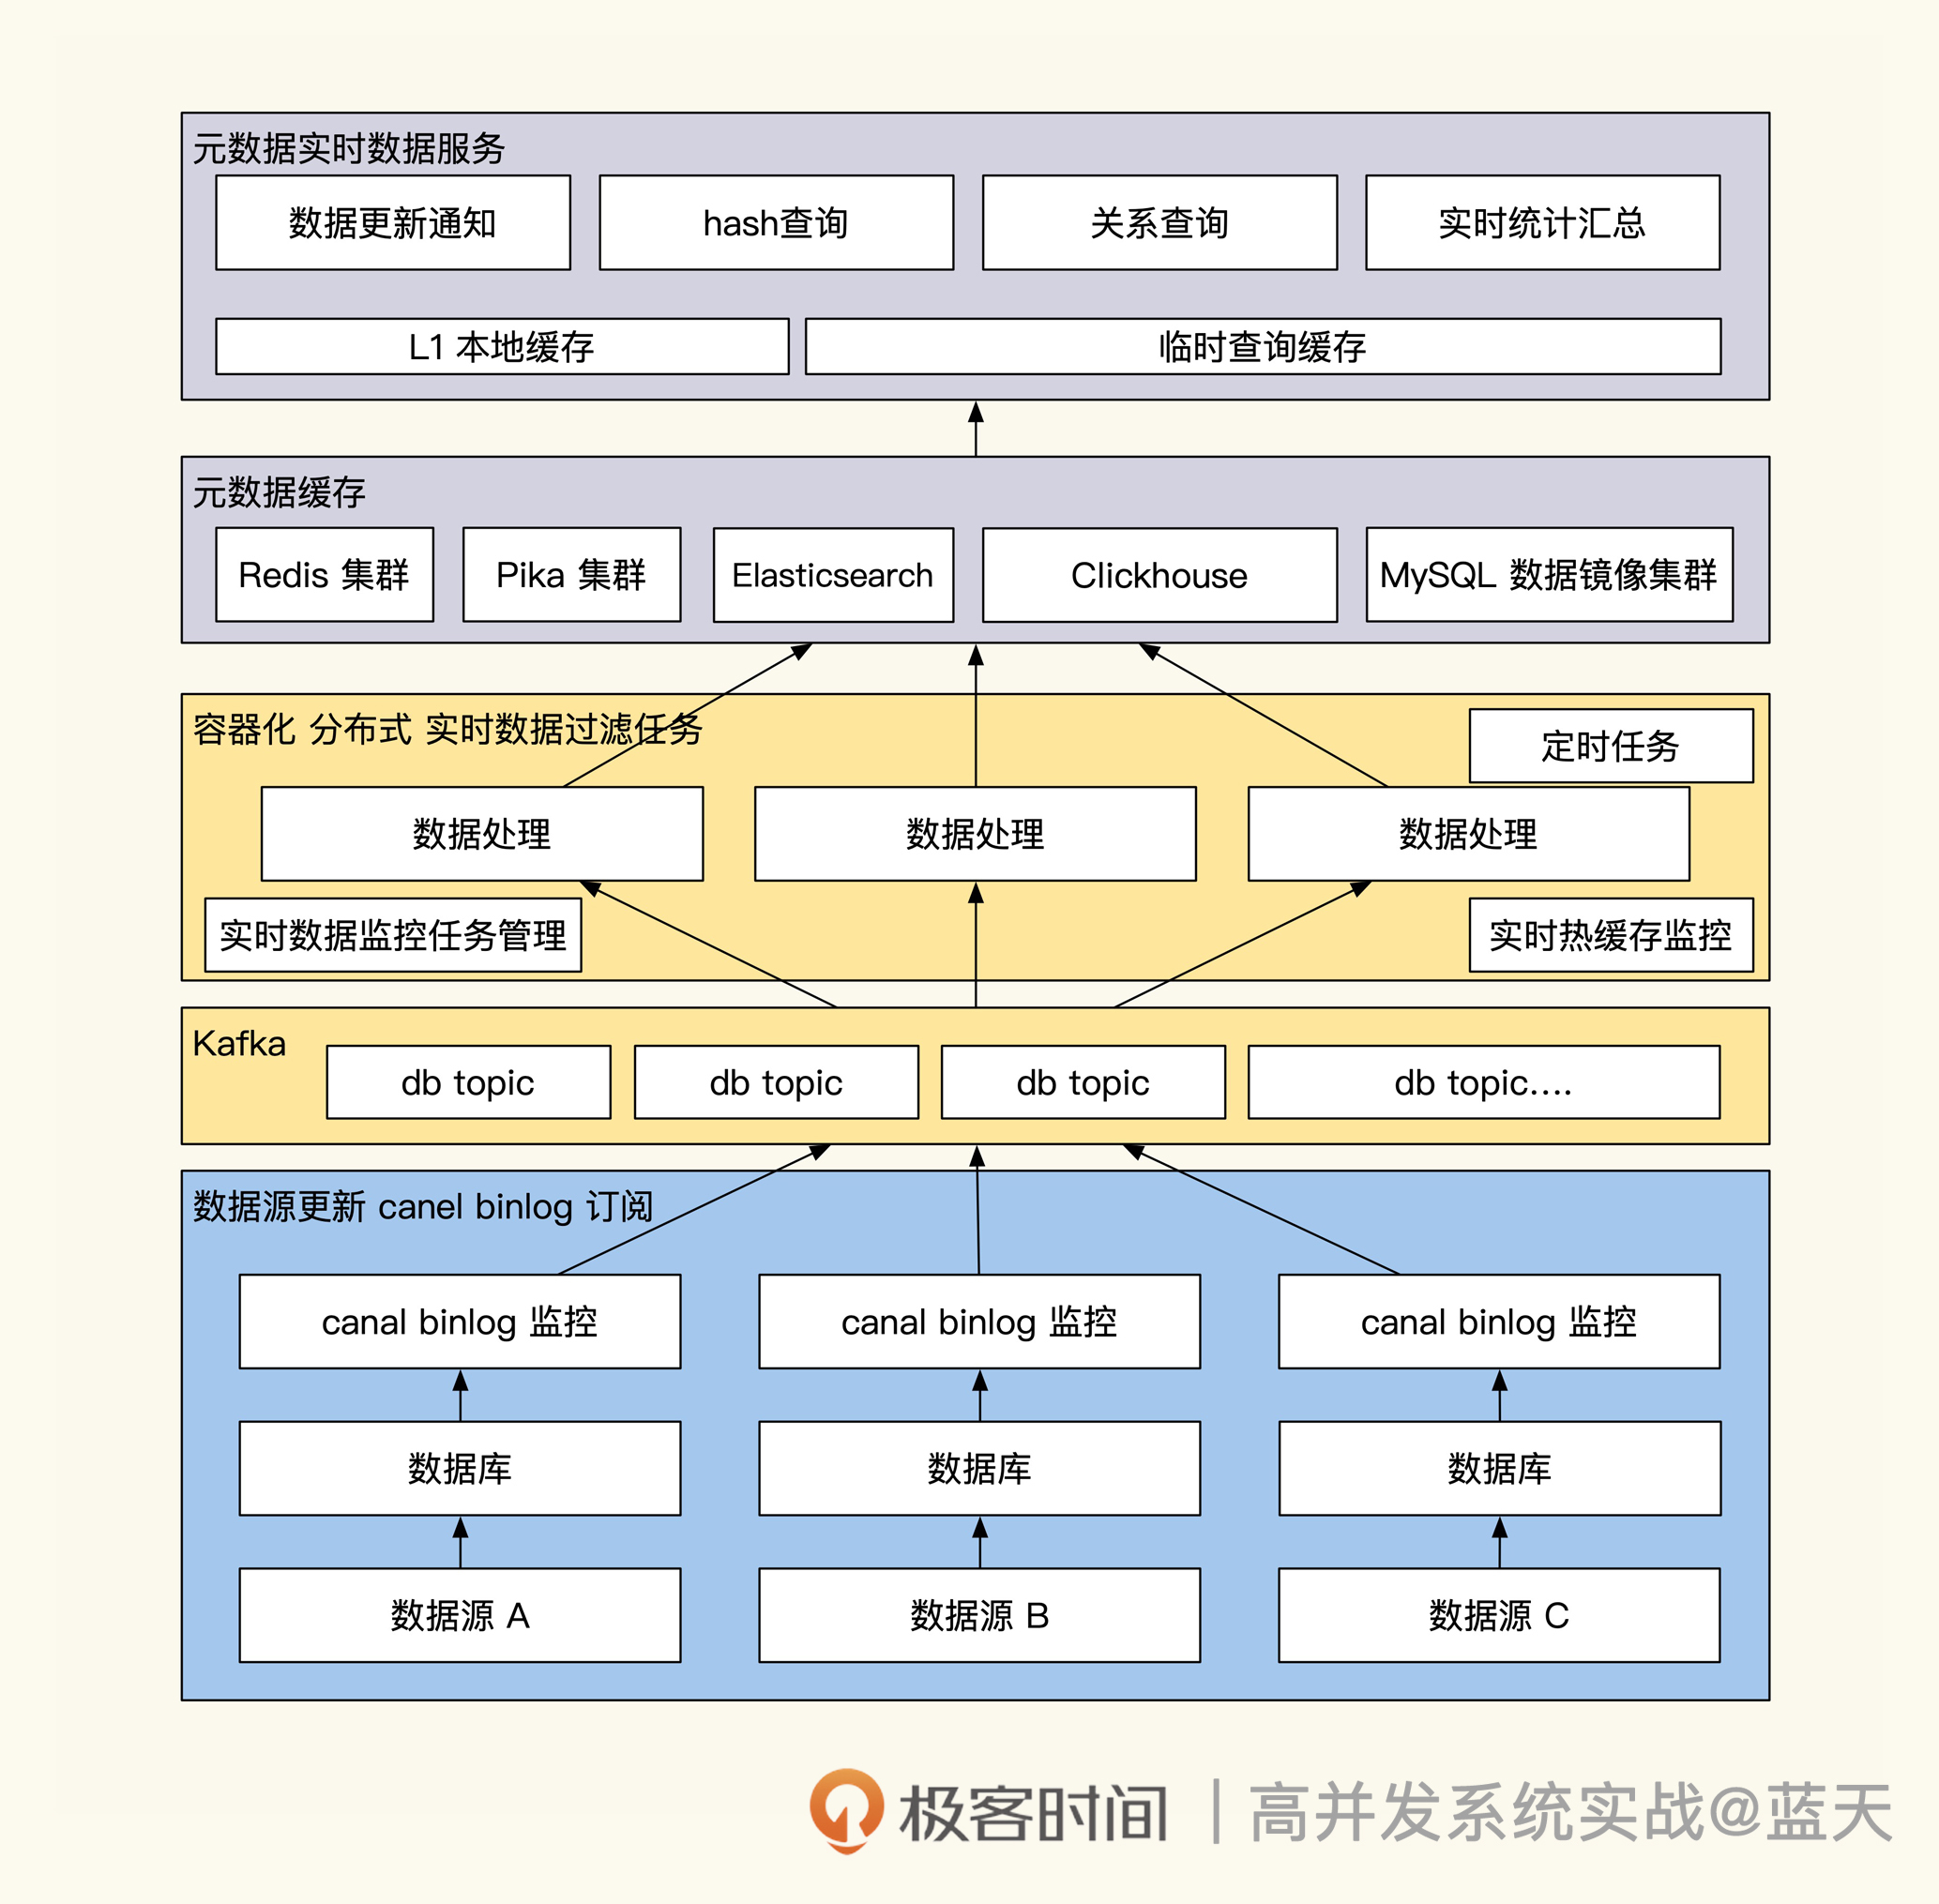 元数据实时数据服务
数据更新通知
hash查询
关系查询
实时统计汇总
L1 本地缓存
临时查询缓存
元数据缓存
Redis 集群
Pika 集群
Elasticsearch
Clickhouse
MySQL 数据镜像集群
容器化 分布式 实时数据过滤任务
定时任务
数据处理
数据处理
数据处理
实时数据监控任务管理
实时热缓存监控
Kafka
db topic
db topic
db topic
db topic....
数据源更新 canel binlog 订阅
canal binlog 监控
canal binlog 监控
canal binlog 监控
数据库
数据库
数据库
数据源 A
数据源 B
数据源 C
极客时间 | 高并发系统实战@蓝天